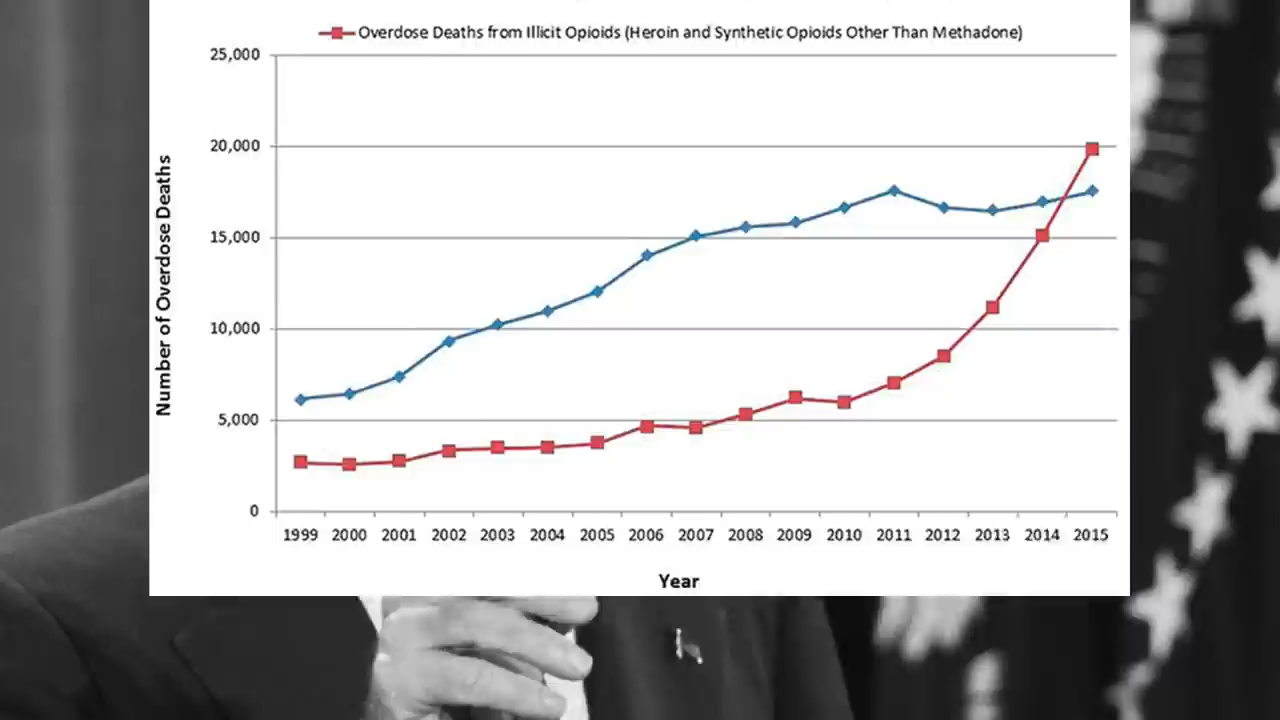 Overdose Deaths from Illicit Opioids (Heroin and Synthetic Opioids Other Than Methadone)
25,000
20,000
15,000
10,000
5,000
0
Number of Overdose Deaths
1999 2000 2001 2002 2003 2004 2005 2006 2007 2008 2009 2010 2011 2012 2013 2014 2015
Year